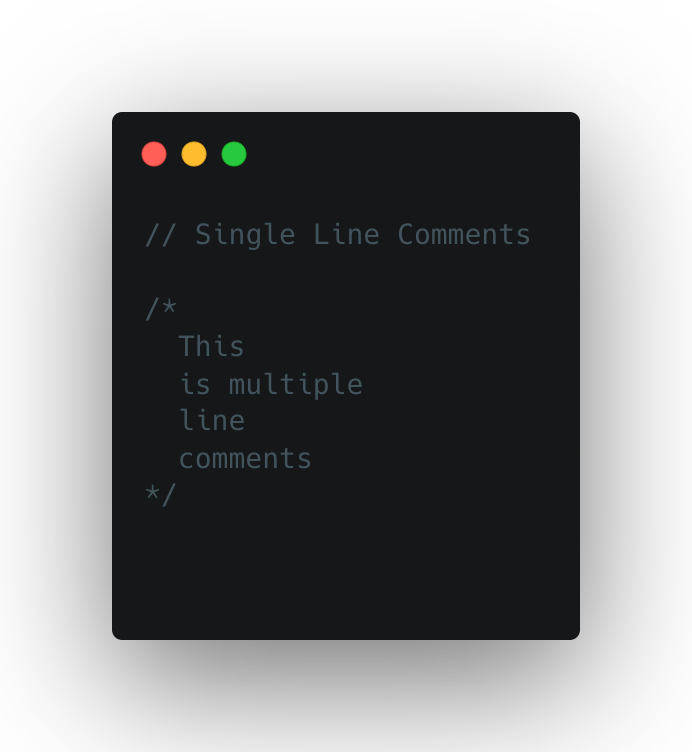 // Single Line Comments
/*
This
is multiple
line
comments
*/